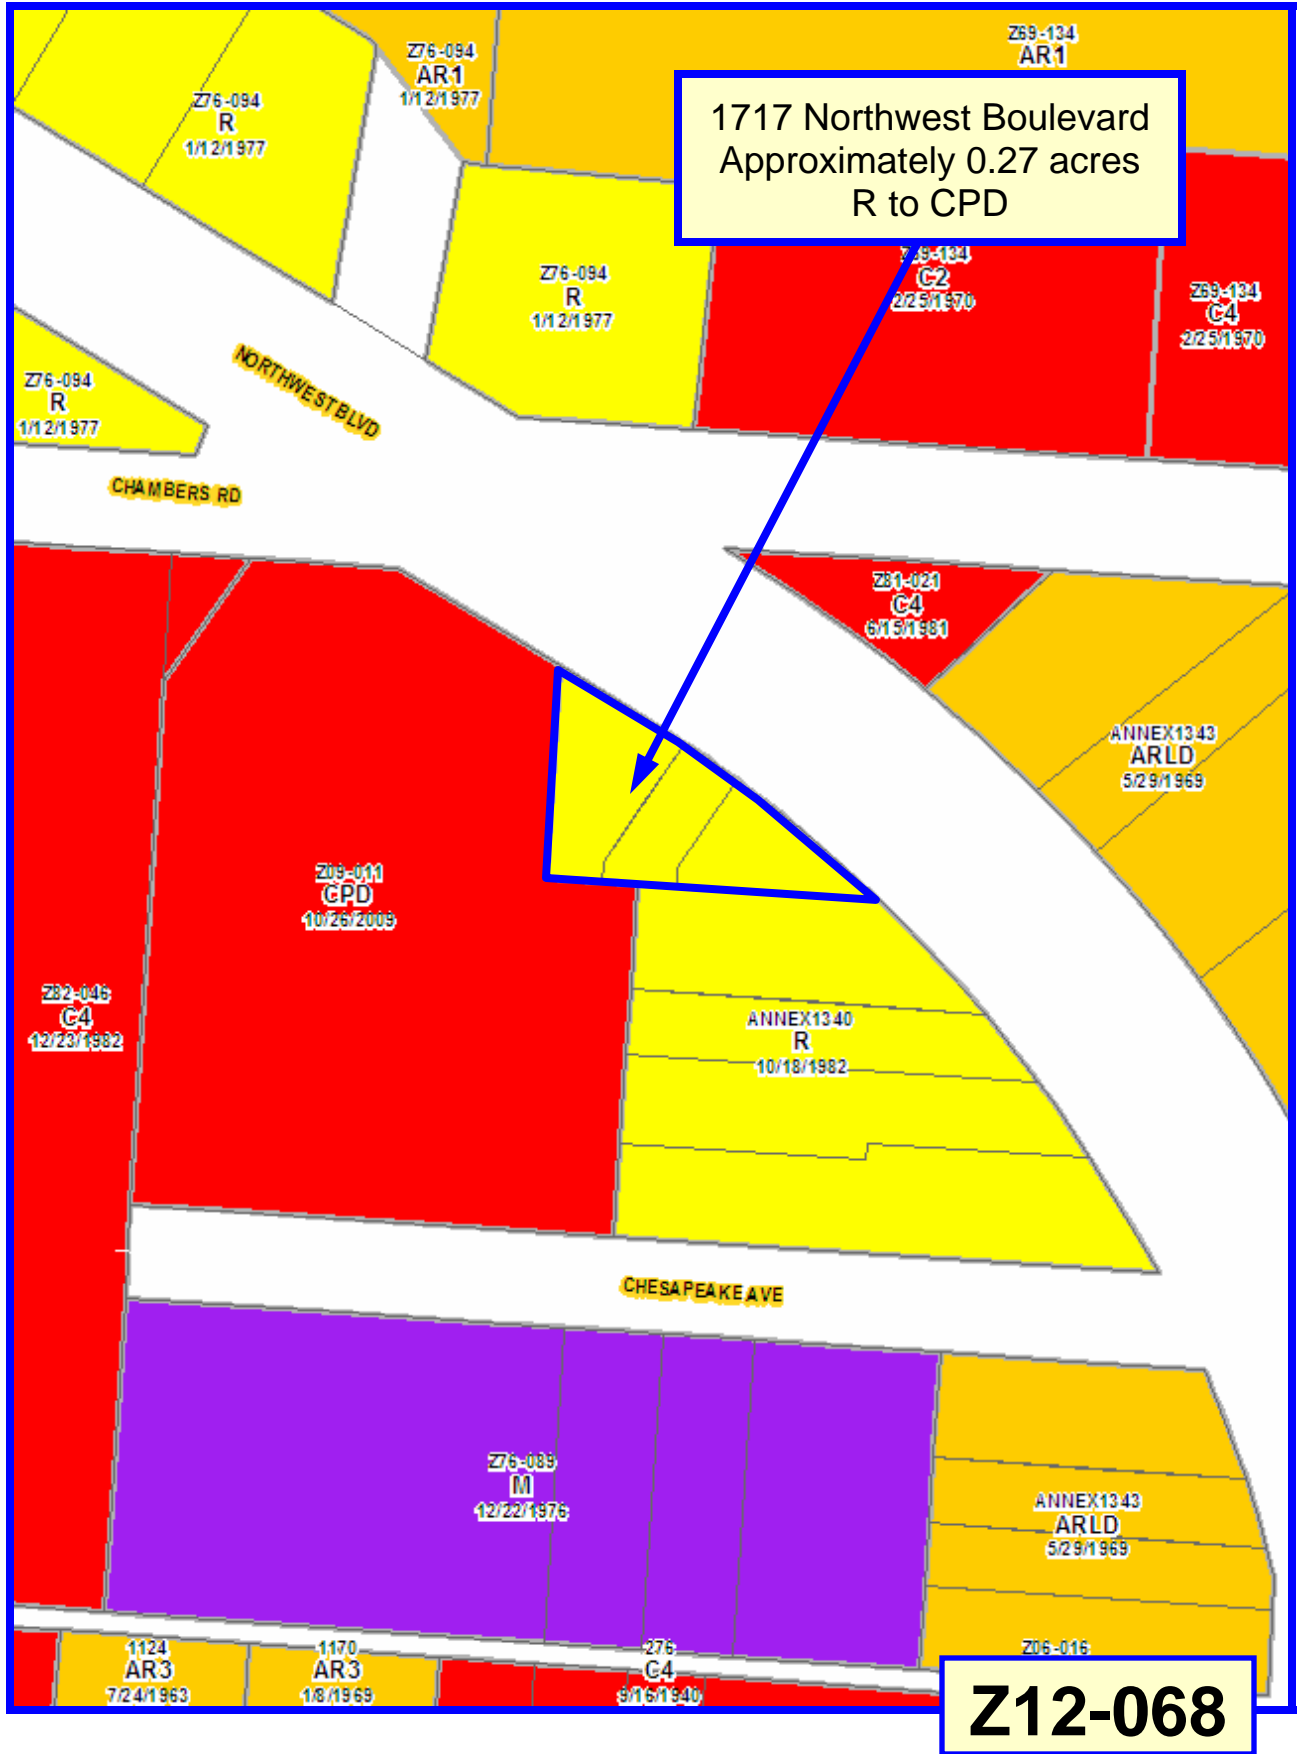 Z76-094
AR1
1/12/1977
Z69-134
AR1
Z76-094
R
1/12/1977
1717 Northwest Boulevard
Approximately 0.27 acres
R to CPD
Z76-094
R
1/12/1977
Z69-134
C2
2/25/1970
Z69-134
C4
2/25/1970
Z76-094
R
1/12/1977
NORTHWEST BLVD
CHAMBERS RD
Z81-021
C4
6/15/1981
ANNEX1343
ARLD
5/29/1969
Z09-011
CPD
10/26/2009
Z82-046
C4
12/23/1982
ANNEX1340
R
10/18/1982
CHESAPEAKE AVE
Z76-089
M
12/22/1976
ANNEX1343
ARLD
5/29/1969
1124
AR3
7/24/1963
1170
AR3
1/8/1969
276
C4
9/16/1940
Z06-016
Z12-068